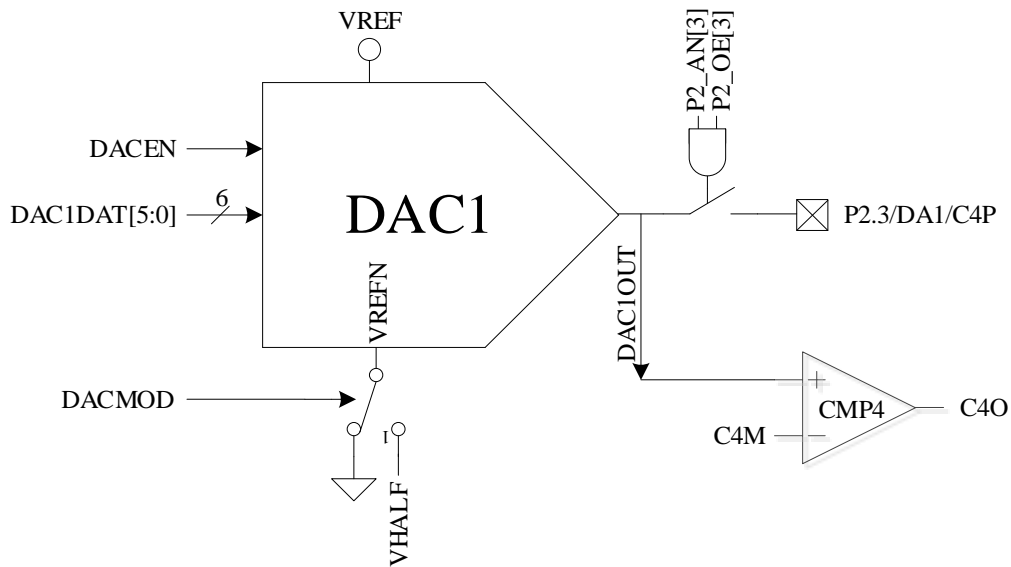 VREF
P2_AN[3]
P2_OE[3]
DACEN
DAC1DAT[5:0]
6
DAC1
P2.3/DA1/C4P
VREFN
DAC1OUT
DACMOD
1
VHALF
+
CMP4
C4O
C4M